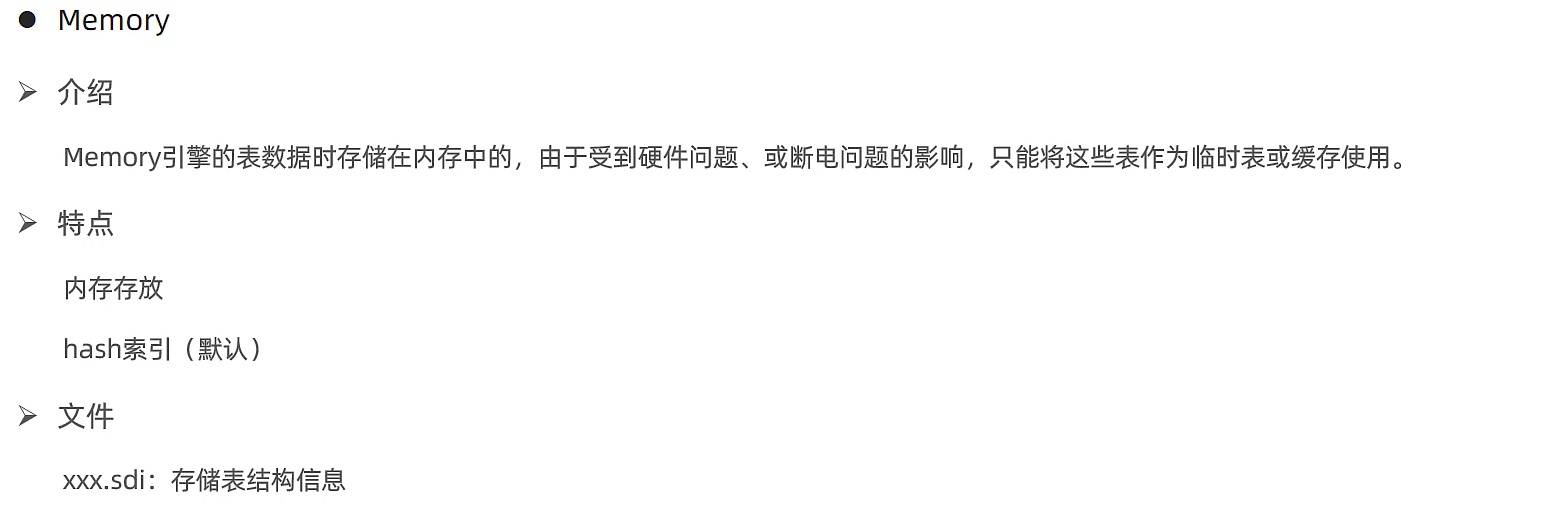 ● Memory
➢ 介绍
Memory引擎的表数据时存储在内存中的，由于受到硬件问题、或断电问题的影响，只能将这些表作为临时表或缓存使用。
➢ 特点
内存存放
hash索引（默认）
➢ 文件
xxx.sdi：存储表结构信息